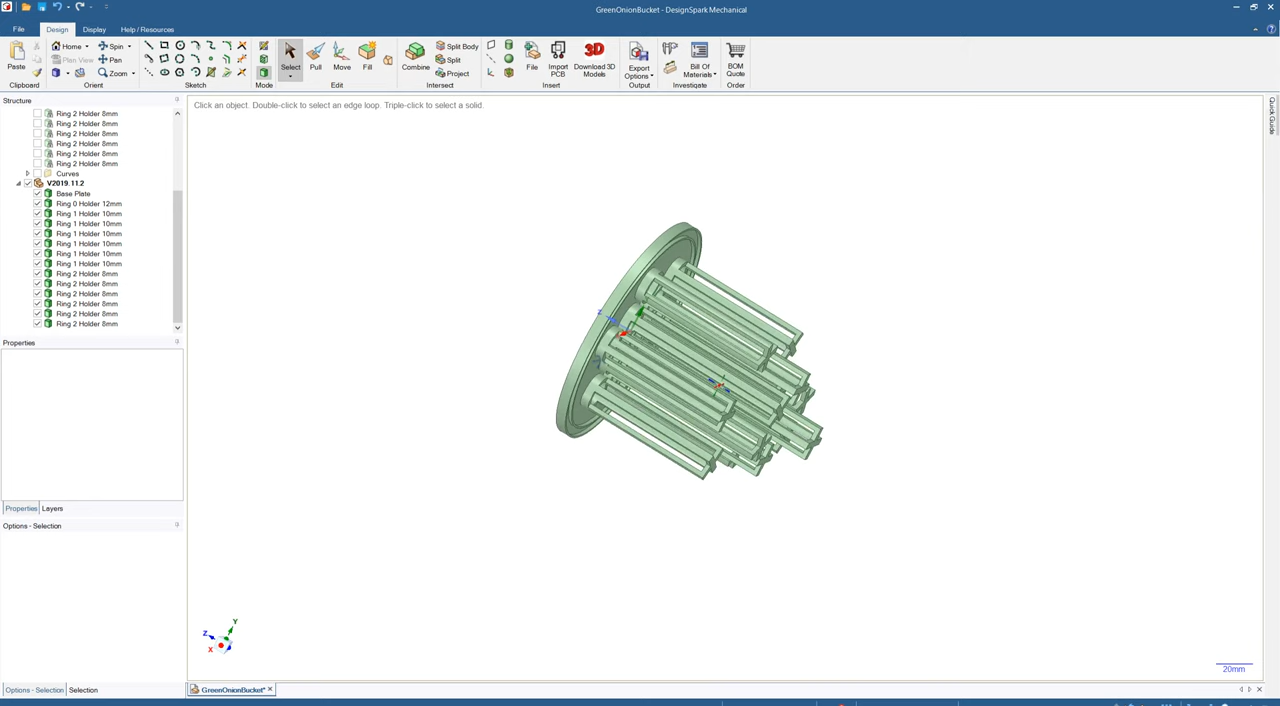 GreenOnionBucket - DesignSpark Mechanical
File Design Display Help / Resources
Paste Home Spin Plan View Pan Zoom Select Pull Move Fill Combine Split Body Split Project File Import PCB Download 3D Models Export Options Bill Of Materials BOM Quote
3D
Clipboard Orient Sketch Mode Edit Intersect Insert Output Investigate Order
Structure
Click an object. Double-click to select an edge loop. Triple-click to select a solid.
Quick Guide
Ring 2 Holder 8mm
Ring 2 Holder 8mm
Ring 2 Holder 8mm
Ring 2 Holder 8mm
Ring 2 Holder 8mm
Ring 2 Holder 8mm
Curves
V2019.11.2
Base Plate
Ring 0 Holder 12mm
Ring 1 Holder 10mm
Ring 1 Holder 10mm
Ring 1 Holder 10mm
Ring 1 Holder 10mm
Ring 1 Holder 10mm
Ring 1 Holder 10mm
Ring 2 Holder 8mm
Ring 2 Holder 8mm
Ring 2 Holder 8mm
Ring 2 Holder 8mm
Ring 2 Holder 8mm
Ring 2 Holder 8mm
Properties
Properties Layers
Options - Selection
Z
Y
Z
X
20mm
Options - Selection Selection
GreenOnionBucket*